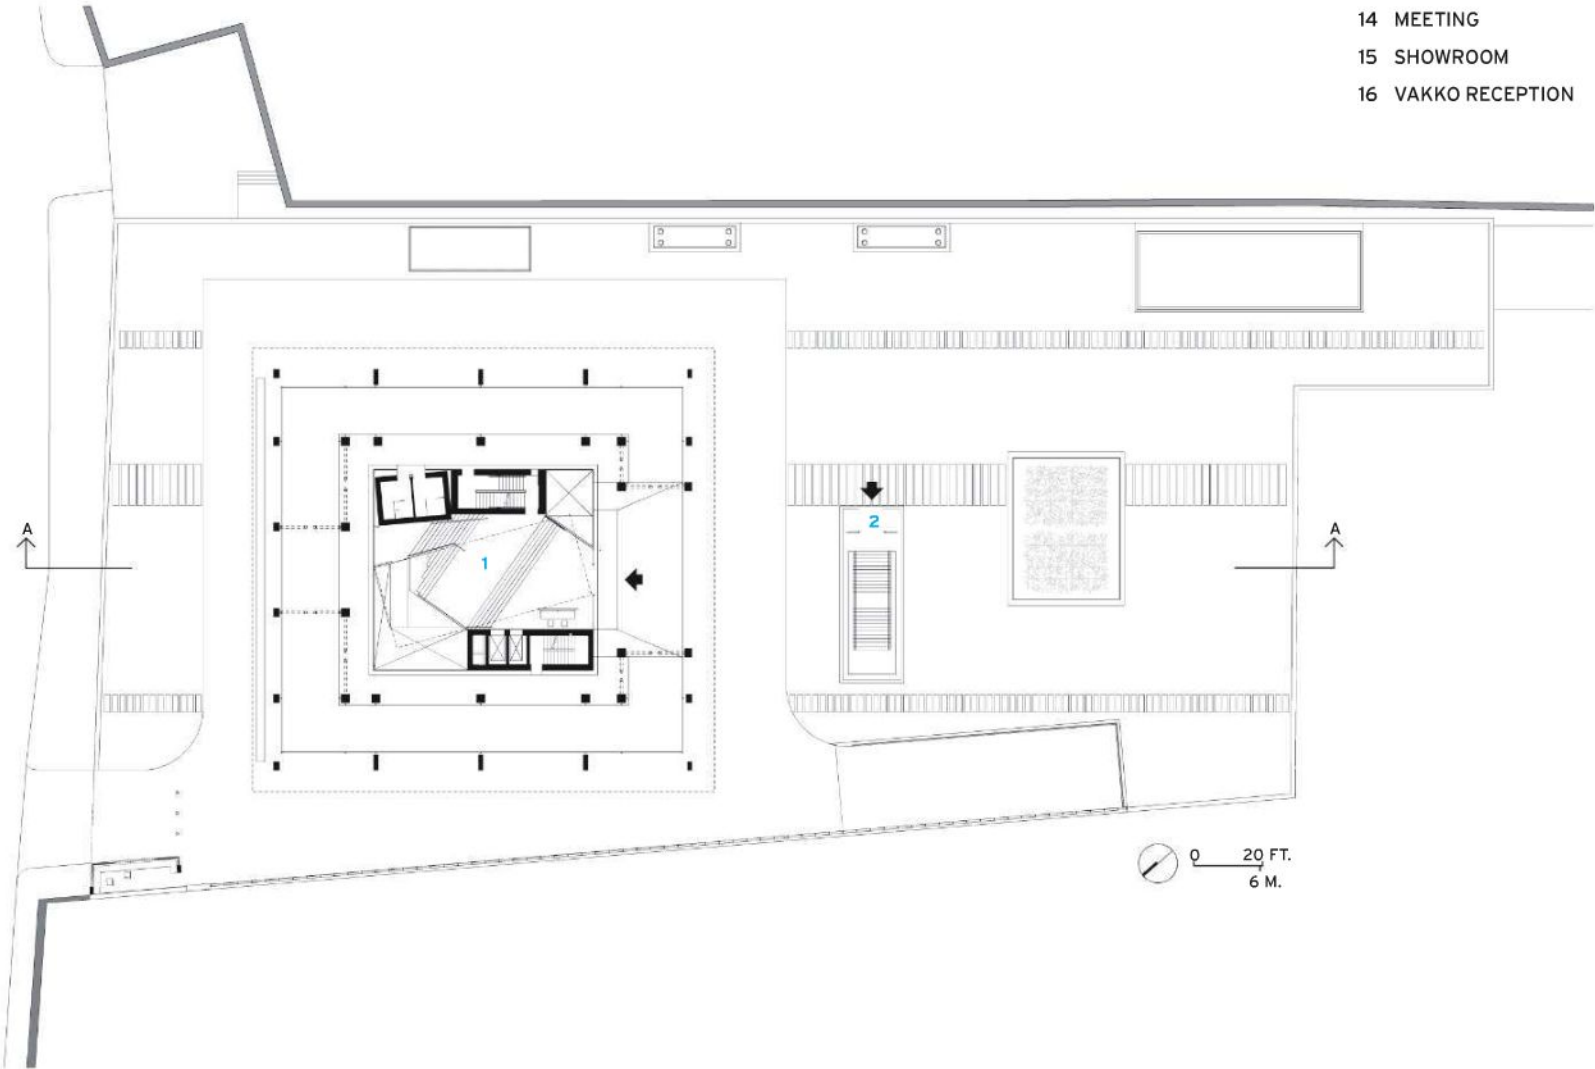 14 MEETING
15 SHOWROOM
16 VAKKO RECEPTION
A
2
A
1
0 20 FT.
6 M.